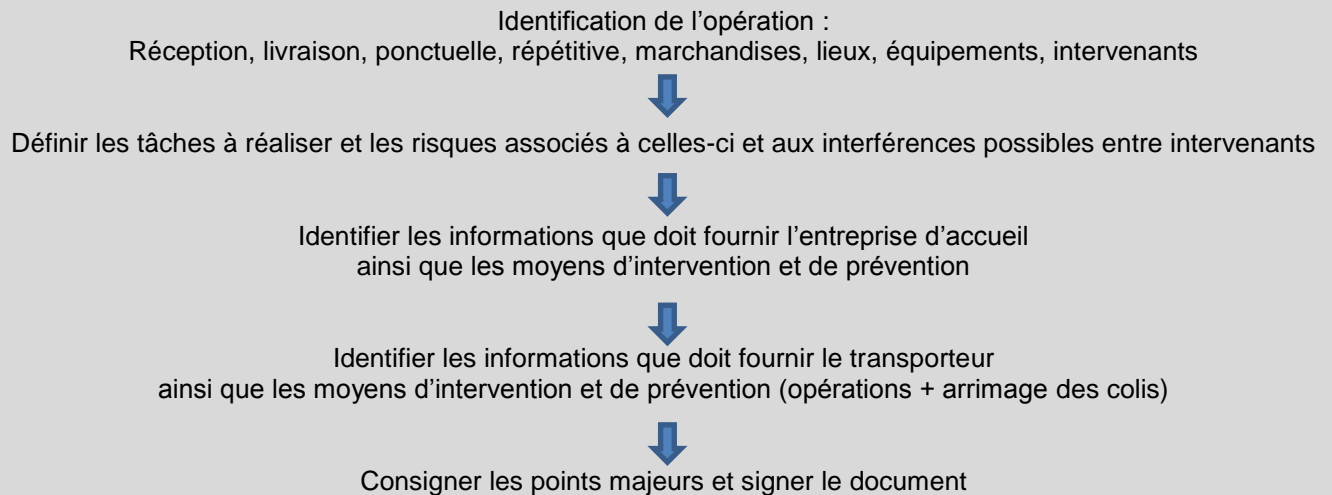 Identification de l’opération :
Réception, livraison, ponctuelle, répétitive, marchandises, lieux, équipements, intervenants
Définir les tâches à réaliser et les risques associés à celles-ci et aux interférences possibles entre intervenants
Identifier les informations que doit fournir l’entreprise d’accueil
ainsi que les moyens d’intervention et de prévention
Identifier les informations que doit fournir le transporteur
ainsi que les moyens d’intervention et de prévention (opérations + arrimage des colis)
Consigner les points majeurs et signer le document